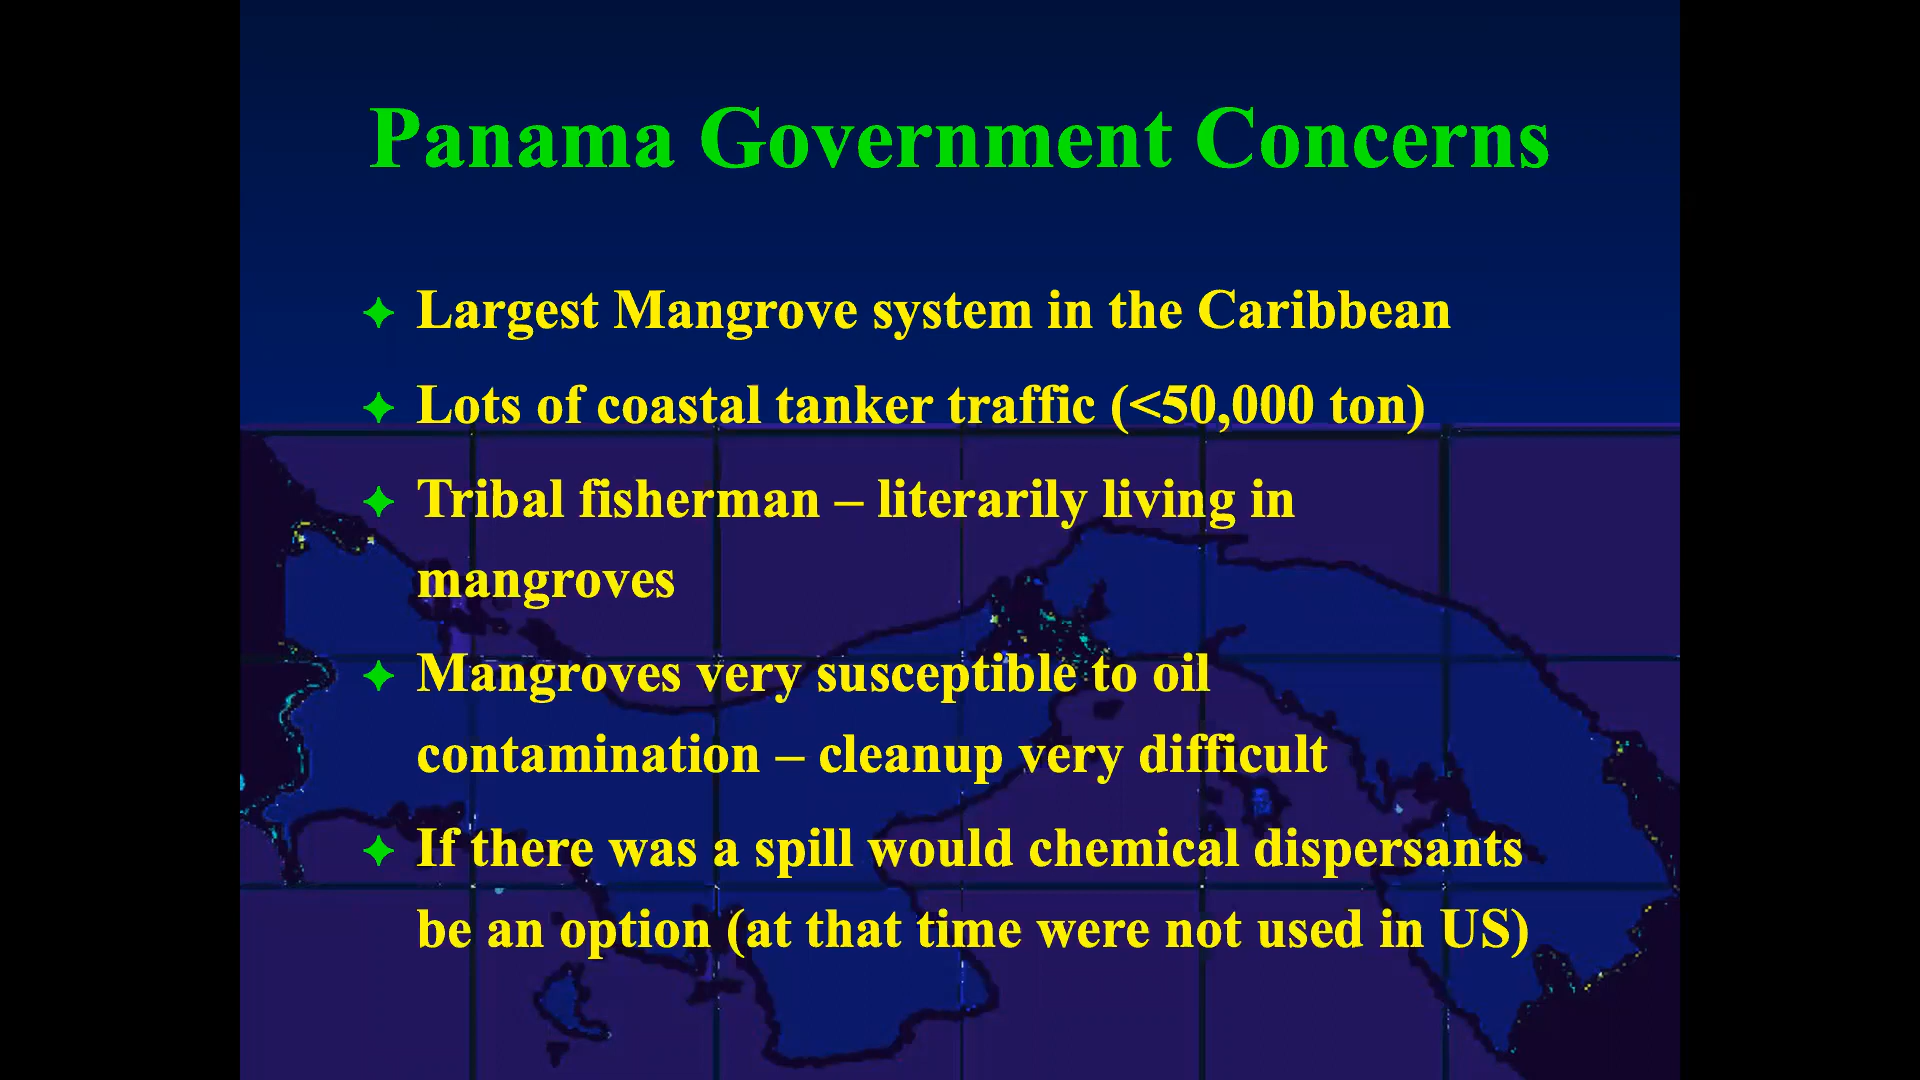 Panama Government Concerns
Largest Mangrove system in the Caribbean
Lots of coastal tanker traffic (<50,000 ton)
Tribal fisherman – literarily living in
mangroves
Mangroves very susceptible to oil
contamination – cleanup very difficult
If there was a spill would chemical dispersants
be an option (at that time were not used in US)